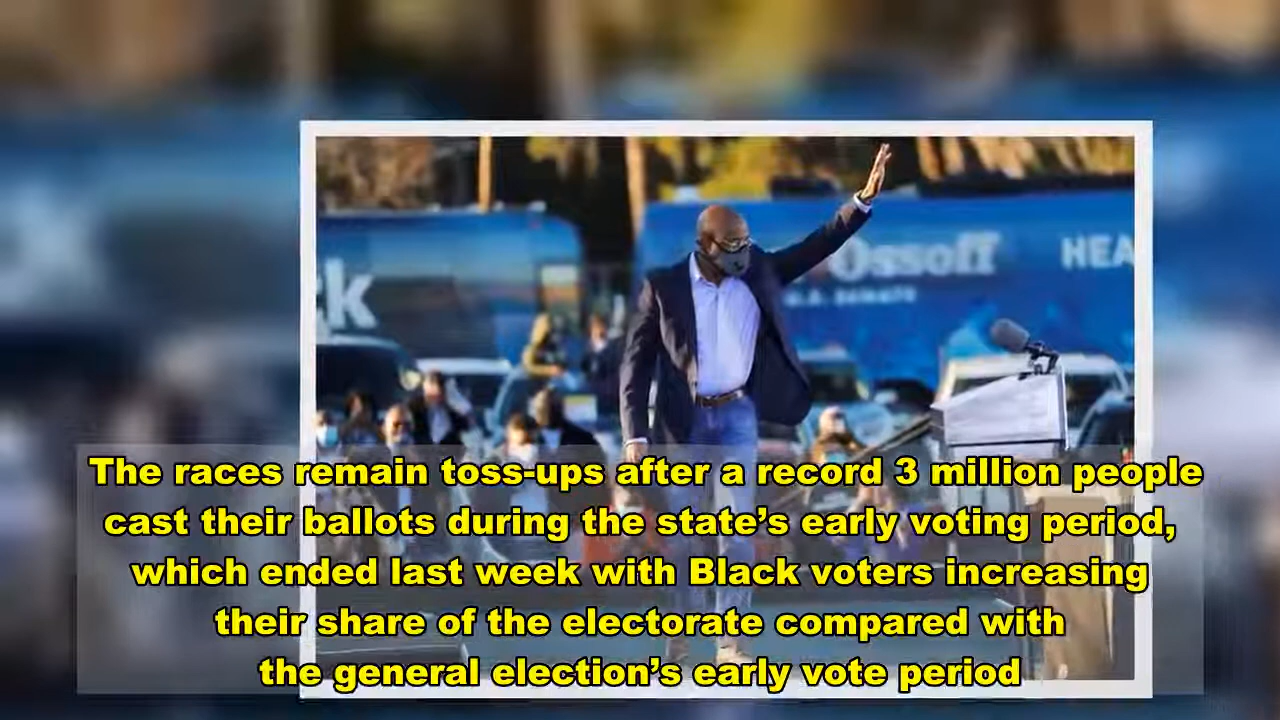 Ossoff
HEA
ck
U.S. SENATE
The races remain toss-ups after a record 3 million people
cast their ballots during the state's early voting period,
which ended last week with Black voters increasing
their share of the electorate compared with
the general election's early vote period